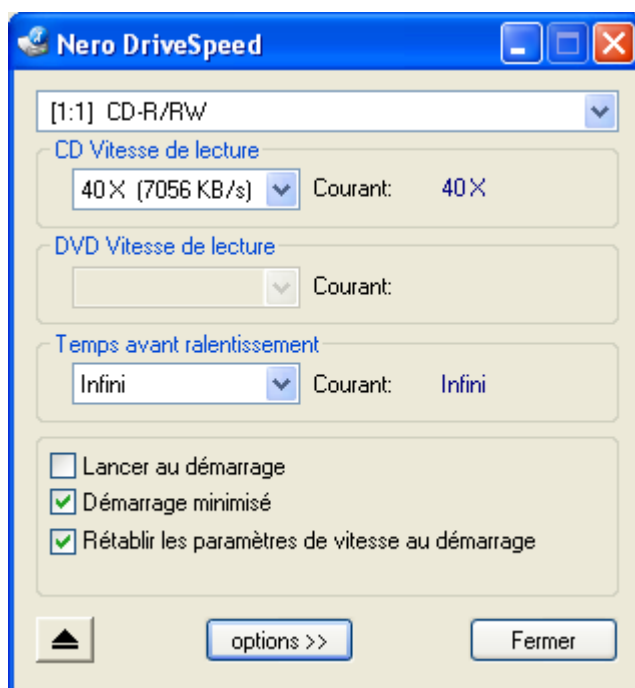 Nero DriveSpeed
[1:1] CD-R/RW
CD Vitesse de lecture
40X (7056 KB/s) Courant: 40X
DVD Vitesse de lecture
Courant:
Temps avant ralentissement
Infini Courant: Infini
Lancer au démarrage
Démarrage minimisé
Rétablir les paramètres de vitesse au démarrage
options >> Fermer